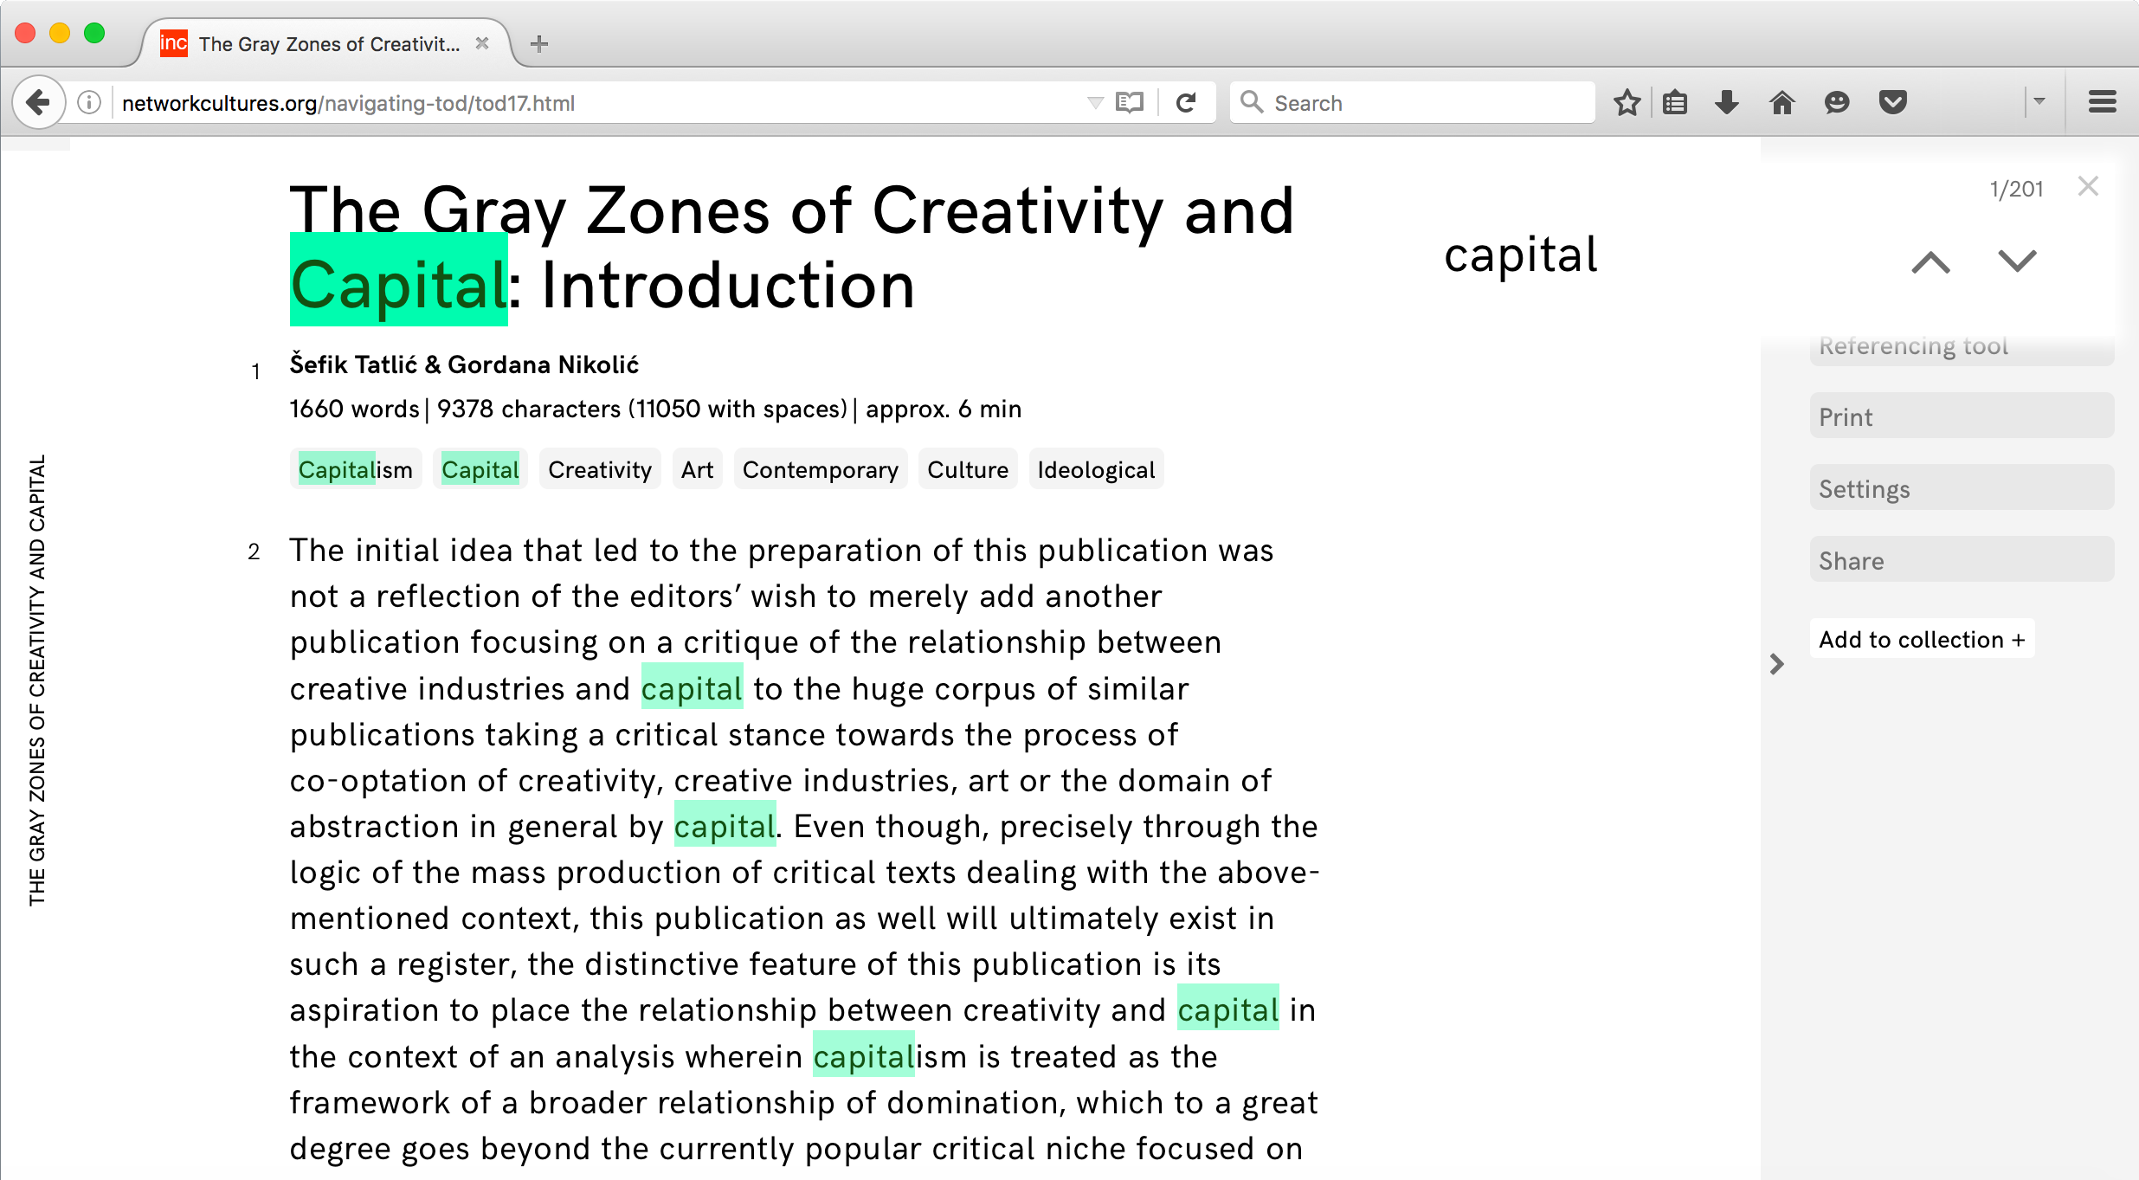 inc The Gray Zones of Creativit...
networkcultures.org/navigating-tod/tod17.html
Search
The Gray Zones of Creativity and
Capital: Introduction
capital
1/201
1 Šefik Tatlić & Gordana Nikolić
1660 words| 9378 characters (11050 with spaces)| approx. 6 min
Capitalism Capital Creativity Art Contemporary Culture Ideological
2 The initial idea that led to the preparation of this publication was
not a reflection of the editors’ wish to merely add another
publication focusing on a critique of the relationship between
creative industries and capital to the huge corpus of similar
publications taking a critical stance towards the process of
co-optation of creativity, creative industries, art or the domain of
abstraction in general by capital. Even though, precisely through the
logic of the mass production of critical texts dealing with the above-
mentioned context, this publication as well will ultimately exist in
such a register, the distinctive feature of this publication is its
aspiration to place the relationship between creativity and capital in
the context of an analysis wherein capitalism is treated as the
framework of a broader relationship of domination, which to a great
degree goes beyond the currently popular critical niche focused on
THE GRAY ZONES OF CREATIVITY AND CAPITAL
Referencing tool
Print
Settings
Share
Add to collection +